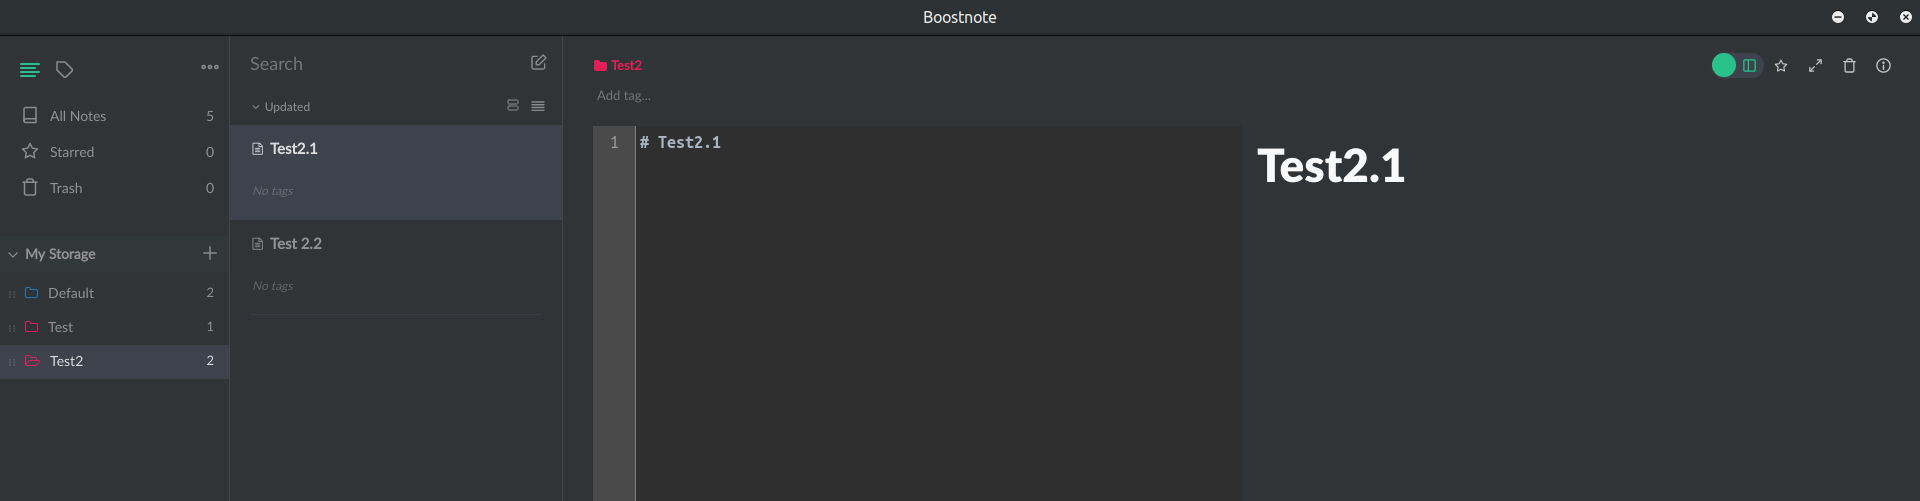 Boostnote
All Notes 5
Starred 0
Trash 0
My Storage
Default 2
Test 1
Test2 2
Search
Updated
Test2.1
No tags
Test 2.2
No tags
Test2
Add tag...
1 # Test2.1
Test2.1